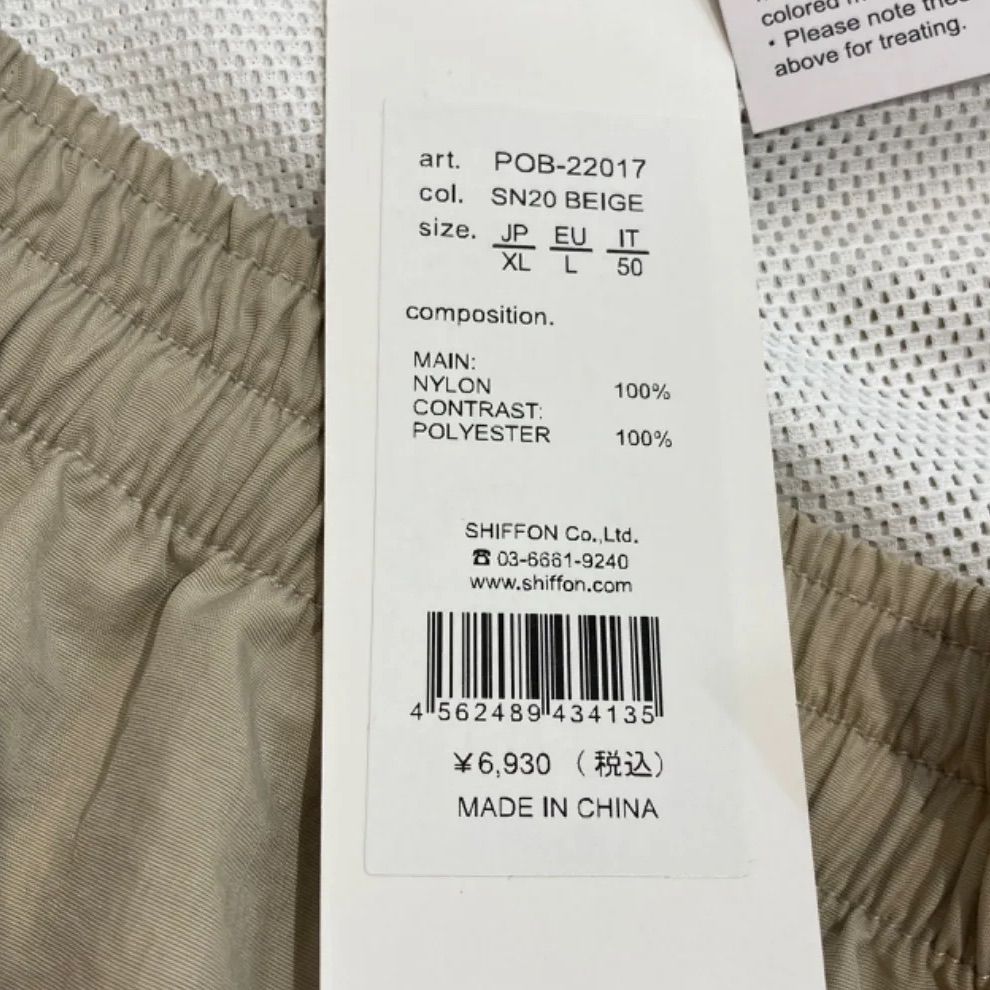 colored
• Please note
above for treating.
art. POB-22017
col. SN20 BEIGE
size. JP EU IT
XL L 50
composition.
MAIN:
NYLON 100%
CONTRAST:
POLYESTER 100%
SHIFFON Co.,Ltd.
☎ 03-6661-9240
www.shiffon.com
4 562489 434135
¥6,930 (税込)
MADE IN CHINA